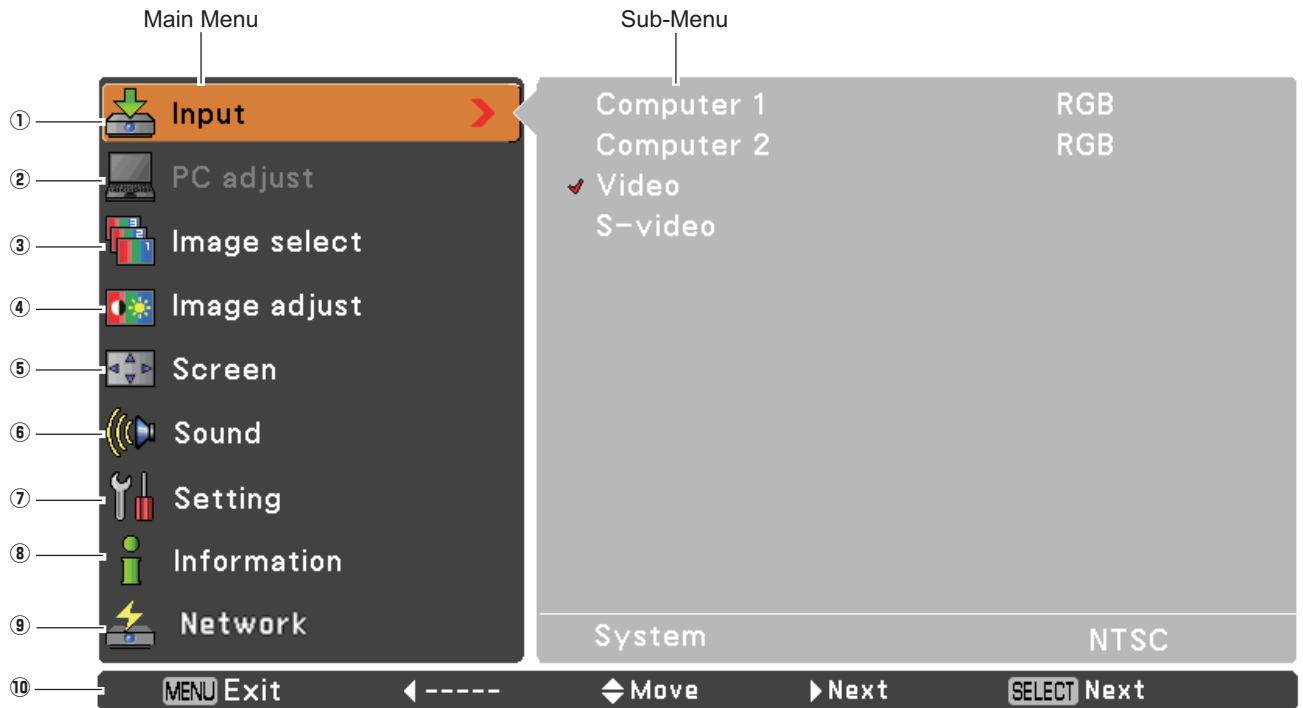 Main Menu
Sub-Menu
① Input
② PC adjust
③ Image select
④ Image adjust
⑤ Screen
⑥ Sound
⑦ Setting
⑧ Information
⑨ Network
Computer 1 RGB
Computer 2 RGB
Video
S-video
System NTSC
⑩ MENU Exit ----- Move Next SELECT Next